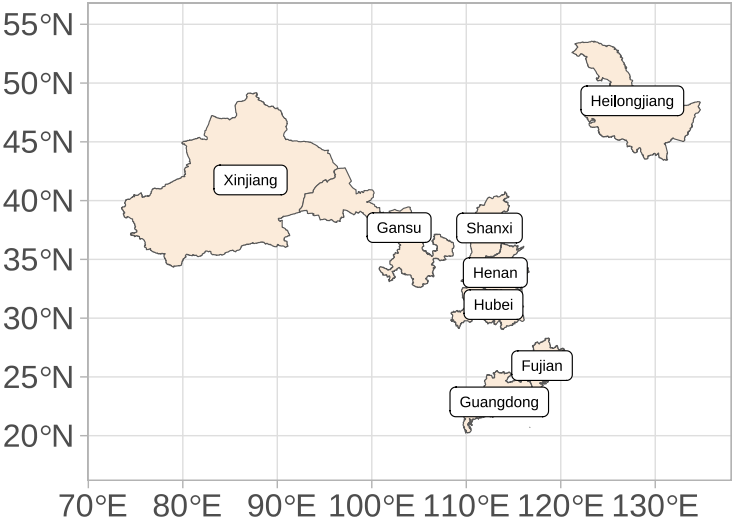 55°N
50°N
Heilongjiang
45°N
Xinjiang
40°N
Gansu
Shanxi
35°N
Henan
Hubei
30°N
Fujian
25°N
Guangdong
20°N
70°E 80°E 90°E 100°E 110°E 120°E 130°E